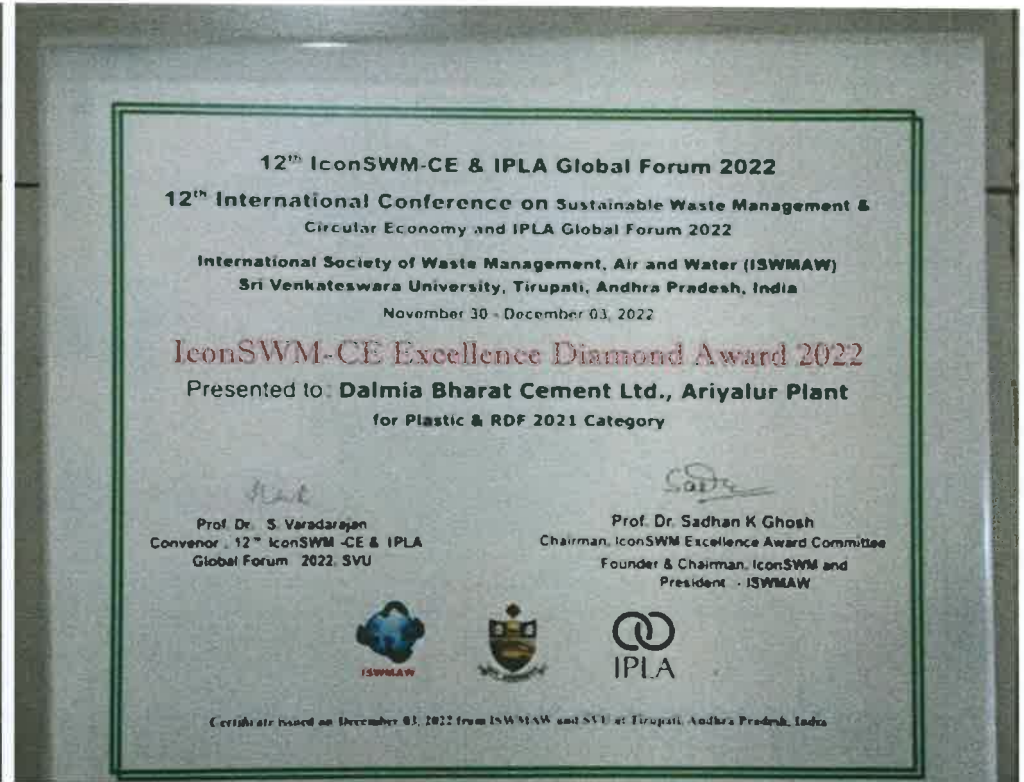 12th IconSWM-CE & IPLA Global Forum 2022
12th International Conference on Sustainable Waste Management &
Circular Economy and IPLA Global Forum 2022
International Society of Waste Management, Air and Water (ISWMAW)
Sri Venkateswara University, Tirupati, Andhra Pradesh, India
November 30 - December 03, 2022
IconSWM-CE Excellence Diamond Award 2022
Presented to: Dalmia Bharat Cement Ltd., Ariyalur Plant
for Plastic & RDF 2021 Category
Prof. Dr. S. Varadarajan
Convenor, 12th IconSWM -CE & IPLA
Global Forum 2022, SVU
Prof. Dr. Sadhan K Ghosh
Chairman, IconSWM Excellence Award Committee
Founder & Chairman, IconSWM and
President - ISWMAW
ISWMAW
IPLA
Certificate issued on December 03, 2022 from ISWMAW and SVU at Tirupati, Andhra Pradesh, India